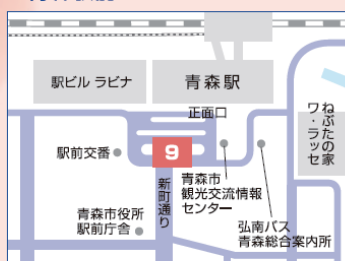 駅ビル ラビナ
青森駅
正面口
ねぶたの家
ワ・ラッセ
駅前交番
9
青森市
観光交流情報
センター
新町通り
弘南バス
青森総合案内所
青森市役所
駅前庁舎